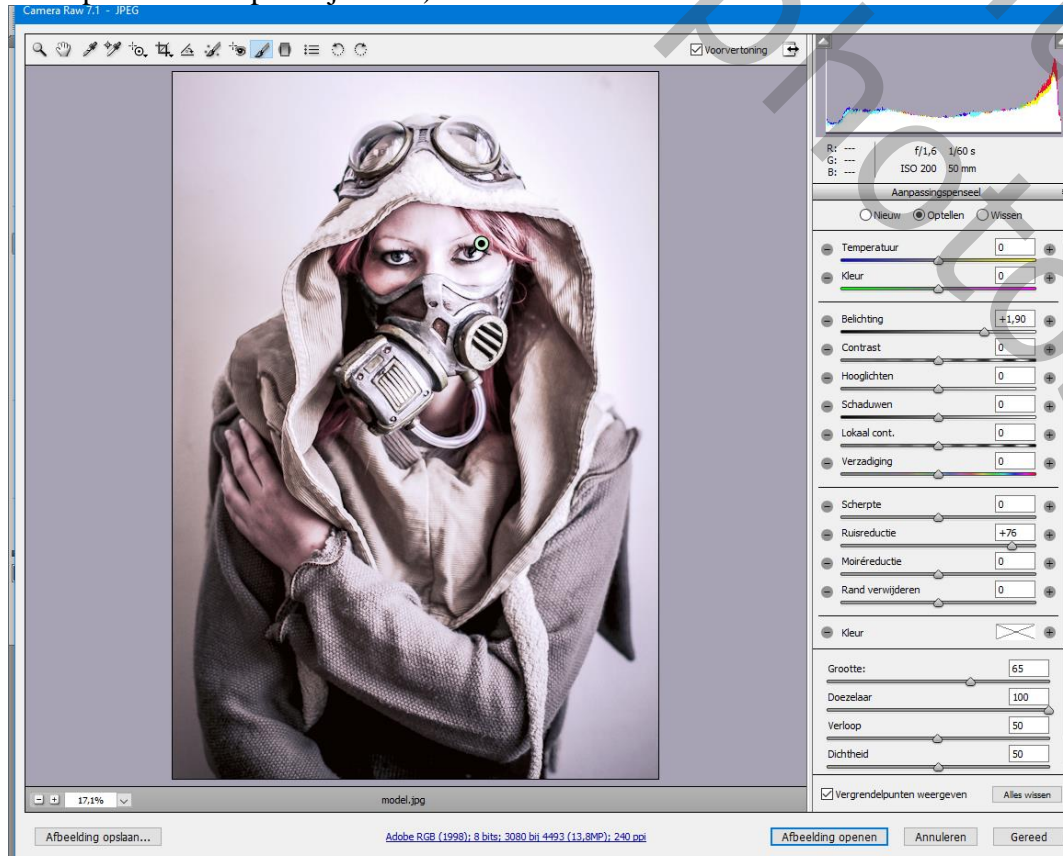 Camera Raw 7.1 - JPEG
Voorvertoning
R: ---
G: ---
B: ---
f/1,6 1/60 s
ISO 200 50 mm
Aanpassingspenseel
Nieuw Optellen Wissen
Temperatuur 0
Kleur 0
Belichting +1,90
Contrast 0
Hooglichten 0
Schaduwen 0
Lokaal cont. 0
Verzadiging 0
Scherpte 0
Ruisreductie +76
Moiréreductie 0
Rand verwijderen 0
Kleur
Grootte: 65
Doezelaar 100
Verloop 50
Dichtheid 50
Vergrendelpunten weergeven Alles wissen
17,1% model.jpg
Afbeelding opslaan... Adobe RGB (1998); 8 bits; 3080 bij 4493 (13,8MP); 240 ppi Afbeelding openen Annuleren Gereed